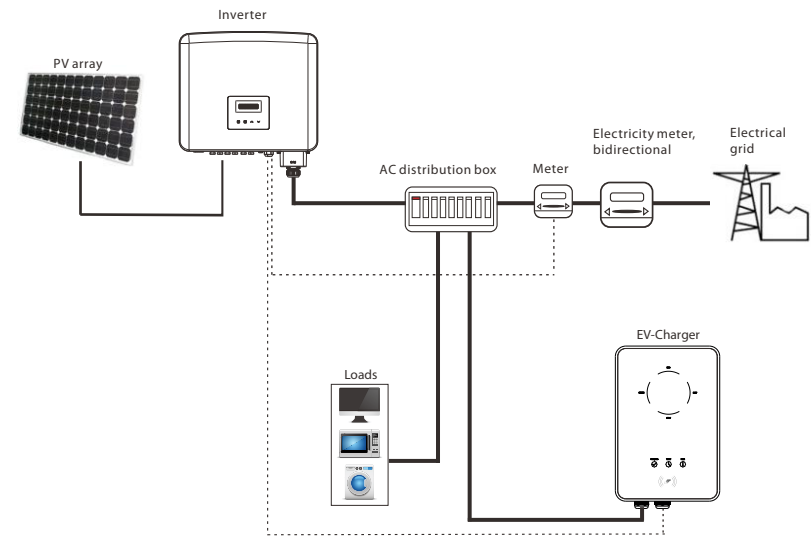 Inverter
PV array
Electricity meter,
bidirectional
Electrical
grid
AC distribution box
Meter
EV-Charger
Loads